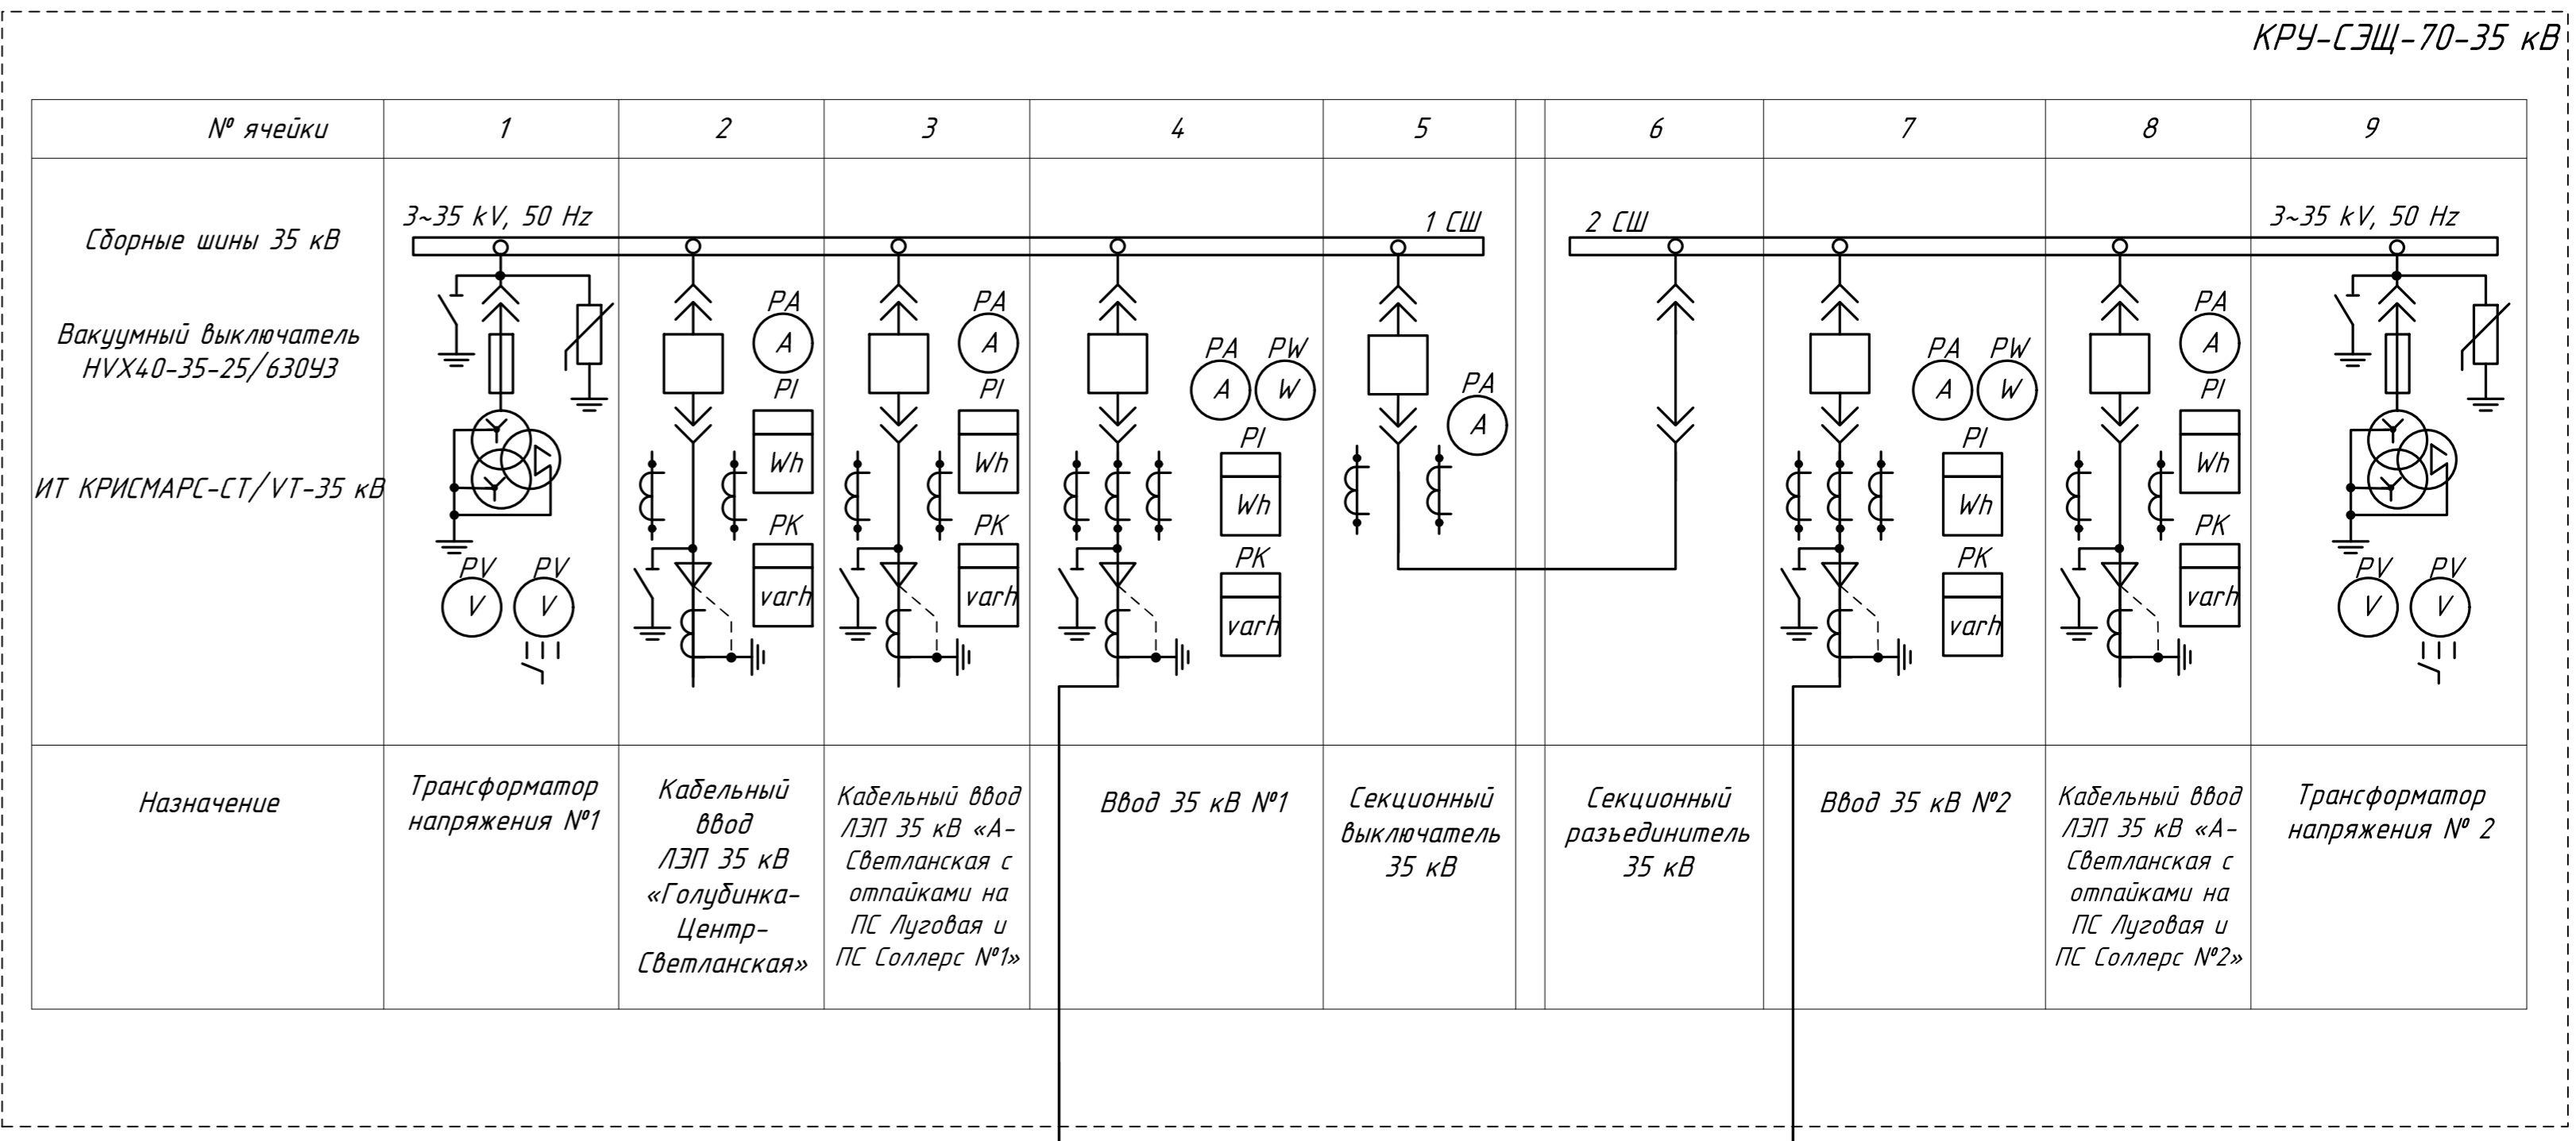 КРУ-СЭЩ-70-35 кВ
№ ячейки
1
2
3
4
5
6
7
8
9
Сборные шины 35 кВ
Вакуумный выключатель
HVX40-35-25/630У3
ИТ КРИСМАРС-СТ/VT-35 кВ
3~35 kV, 50 Hz
1 СШ
2 СШ
3~35 kV, 50 Hz
PV
V
PV
V
PA
A
PI
Wh
PK
varh
PA
A
PI
Wh
PK
varh
PA
A
PW
W
PI
Wh
PK
varh
PA
A
PA
A
PW
W
PI
Wh
PK
varh
PA
A
PI
Wh
PK
varh
PV
V
PV
V
Назначение
Трансформатор
напряжения №1
Кабельный
ввод
ЛЭП 35 кВ
«Голубинка-
Центр-
Светланская»
Кабельный ввод
ЛЭП 35 кВ «А-
Светланская с
отпайками на
ПС Луговая и
ПС Соллерс №1»
Ввод 35 кВ №1
Секционный
выключатель
35 кВ
Секционный
разъединитель
35 кВ
Ввод 35 кВ №2
Кабельный ввод
ЛЭП 35 кВ «А-
Светланская с
отпайками на
ПС Луговая и
ПС Соллерс №2»
Трансформатор
напряжения № 2